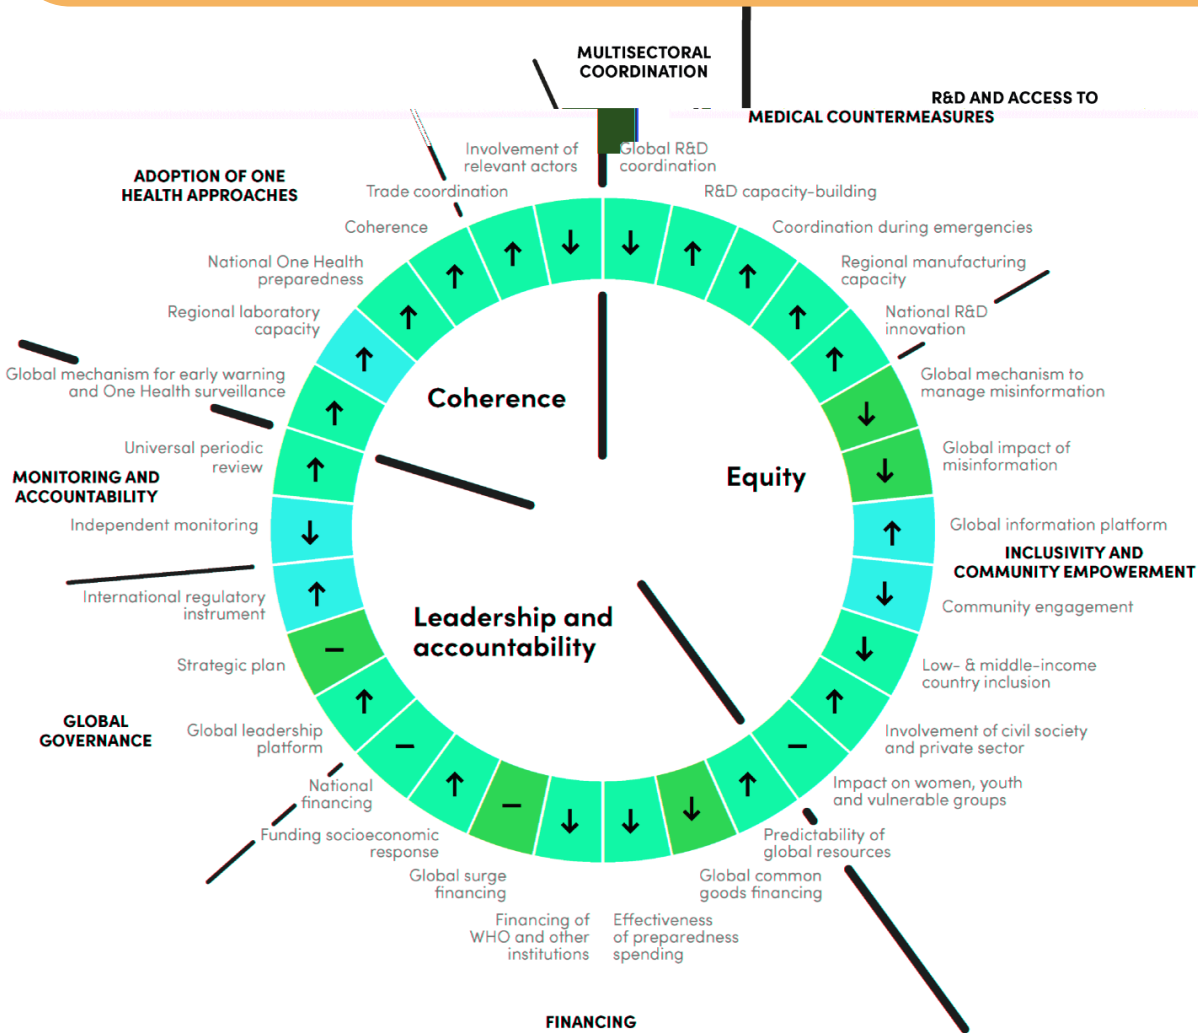 MULTISECTORAL
COORDINATION
R&D AND ACCESS TO
MEDICAL COUNTERMEASURES
ADOPTION OF ONE
HEALTH APPROACHES
Involvement of
relevant actors
Global R&D
coordination
Trade coordination
R&D capacity-building
Coherence
Coordination during emergencies
National One Health
preparedness
Regional manufacturing
capacity
Regional laboratory
capacity
National R&D
innovation
Global mechanism for early warning
and One Health surveillance
Global mechanism to
manage misinformation
Coherence
Universal periodic
review
Global impact of
misinformation
Equity
MONITORING AND
ACCOUNTABILITY
Independent monitoring
Global information platform
INCLUSIVITY AND
COMMUNITY EMPOWERMENT
International regulatory
instrument
Community engagement
Leadership and
accountability
Strategic plan
Low- & middle-income
country inclusion
GLOBAL
GOVERNANCE
Global leadership
platform
Involvement of civil society
and private sector
National
financing
Impact on women, youth
and vulnerable groups
Funding socioeconomic
response
Predictability of
global resources
Global surge
financing
Global common
goods financing
Financing of
WHO and other
institutions
Effectiveness
of preparedness
spending
FINANCING